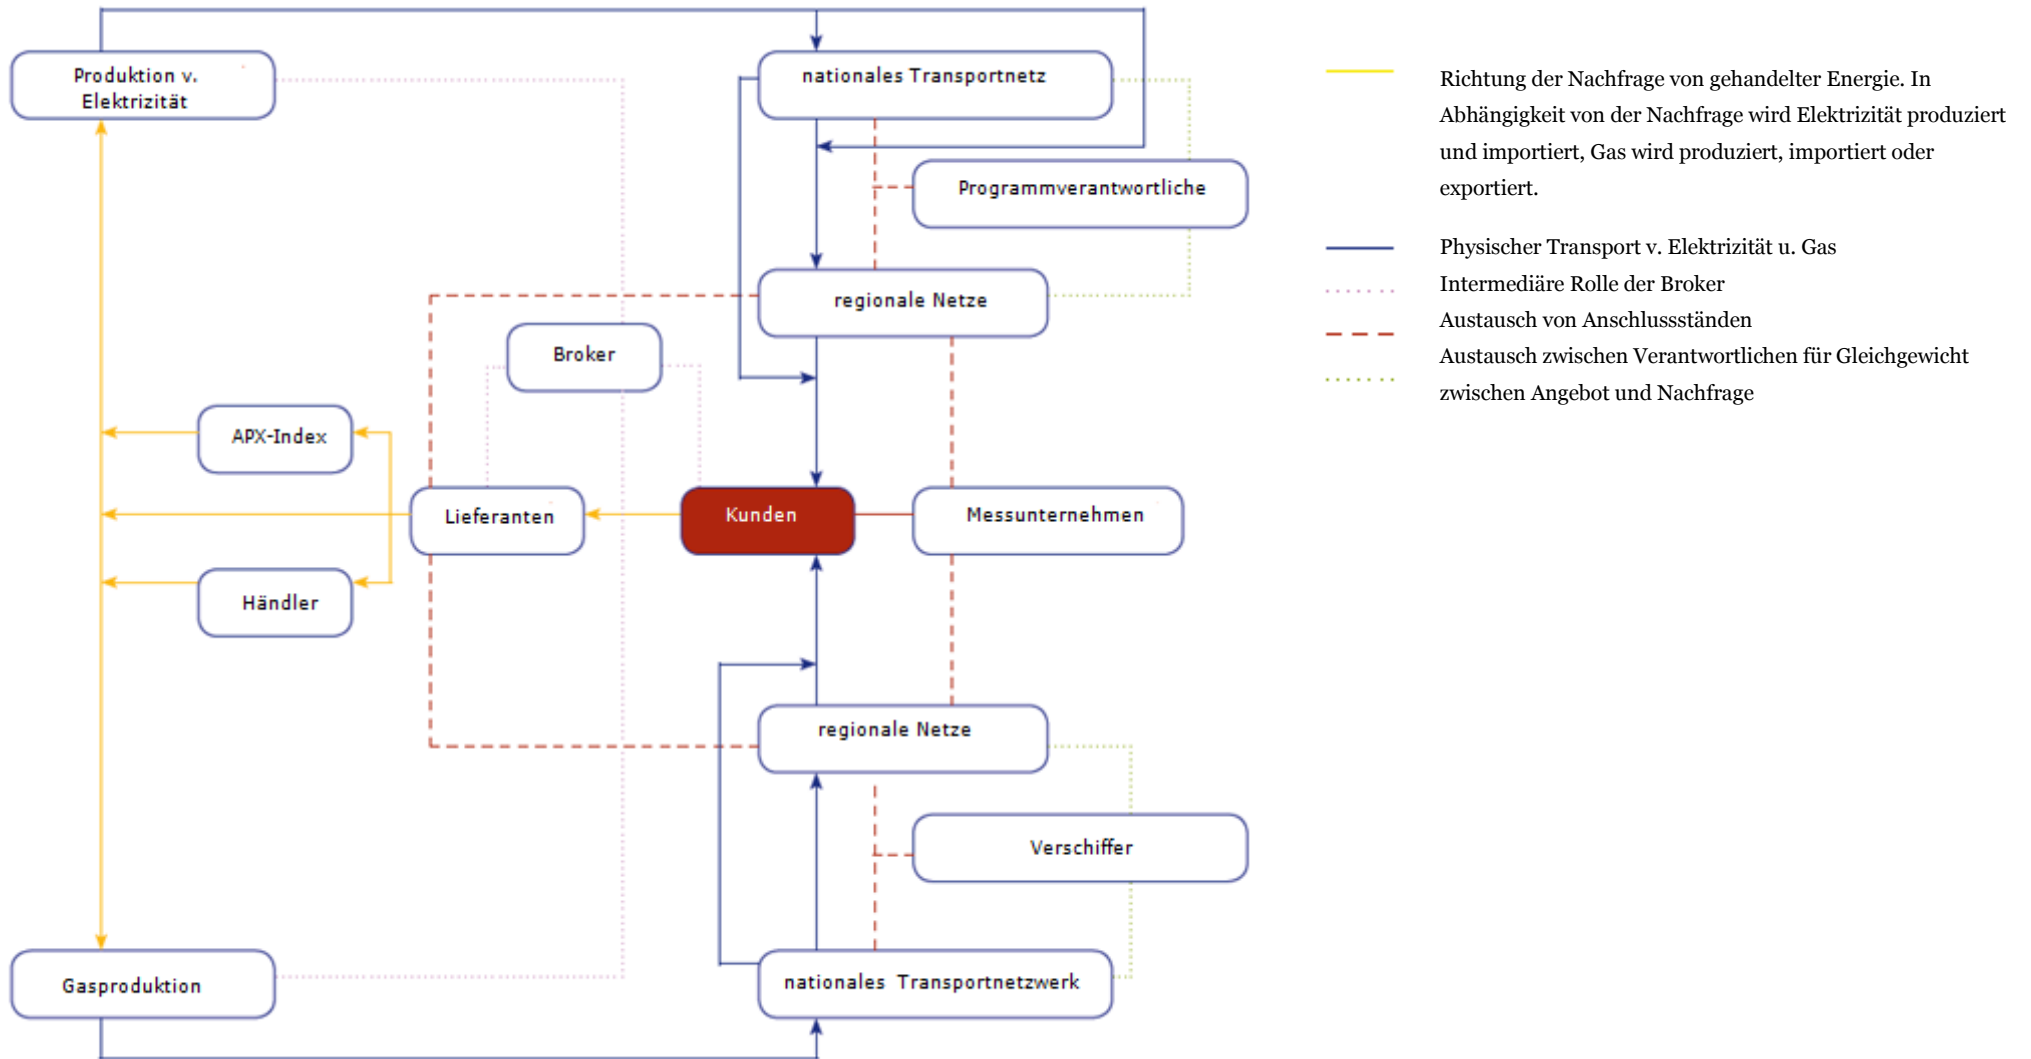 Produktion v.
Elektrizität
nationales Transportnetz
Programmverantwortliche
regionale Netze
Broker
APX-Index
Lieferanten
Kunden
Messunternehmen
Händler
regionale Netze
Verschiffer
Gasproduktion
nationales Transportnetzwerk
Richtung der Nachfrage von gehandelter Energie. In
Abhängigkeit von der Nachfrage wird Elektrizität produziert
und importiert, Gas wird produziert, importiert oder
exportiert.
Physischer Transport v. Elektrizität u. Gas
Intermediäre Rolle der Broker
Austausch von Anschlussständen
Austausch zwischen Verantwortlichen für Gleichgewicht
zwischen Angebot und Nachfrage